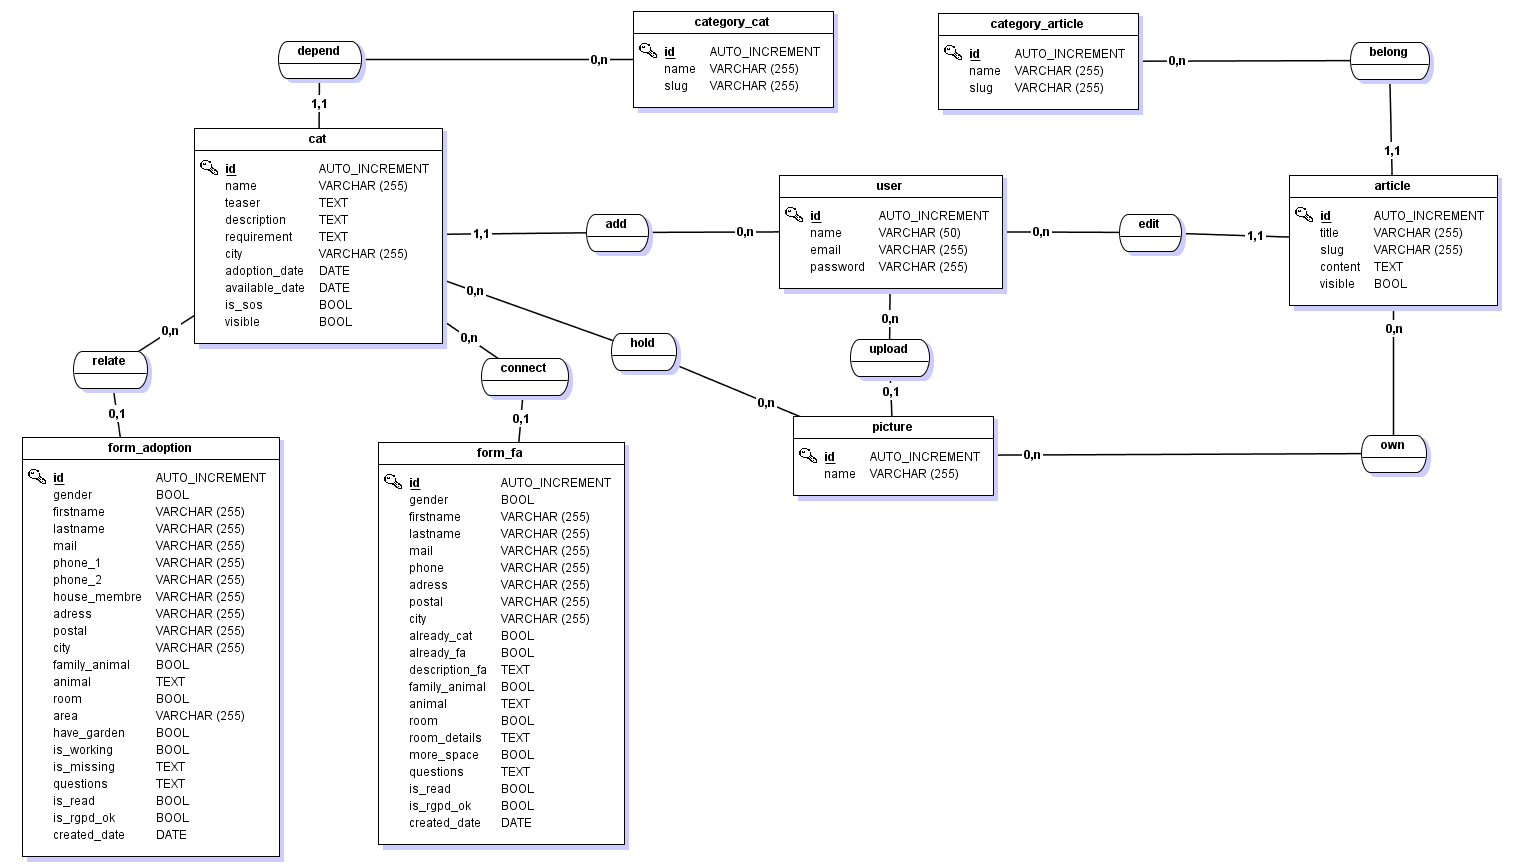 depend
0,n
1,1
category_cat
id AUTO_INCREMENT
name VARCHAR (255)
slug VARCHAR (255)
category_article
id AUTO_INCREMENT
name VARCHAR (255)
slug VARCHAR (255)
0,n
belong
1,1
cat
id AUTO_INCREMENT
name VARCHAR (255)
teaser TEXT
description TEXT
requirement TEXT
city VARCHAR (255)
adoption_date DATE
available_date DATE
is_sos BOOL
visible BOOL
1,1
add
0,n
user
id AUTO_INCREMENT
name VARCHAR (50)
email VARCHAR (255)
password VARCHAR (255)
0,n
edit
1,1
article
id AUTO_INCREMENT
title VARCHAR (255)
slug VARCHAR (255)
content TEXT
visible BOOL
0,n
relate
0,1
0,n
connect
0,1
0,n
hold
0,n
0,n
upload
0,1
picture
id AUTO_INCREMENT
name VARCHAR (255)
0,n
own
0,n
form_adoption
id AUTO_INCREMENT
gender BOOL
firstname VARCHAR (255)
lastname VARCHAR (255)
mail VARCHAR (255)
phone_1 VARCHAR (255)
phone_2 VARCHAR (255)
house_membre VARCHAR (255)
adress VARCHAR (255)
postal VARCHAR (255)
city VARCHAR (255)
family_animal BOOL
animal TEXT
room BOOL
area VARCHAR (255)
have_garden BOOL
is_working BOOL
is_missing TEXT
questions TEXT
is_read BOOL
is_rgpd_ok BOOL
created_date DATE
form_fa
id AUTO_INCREMENT
gender BOOL
firstname VARCHAR (255)
lastname VARCHAR (255)
mail VARCHAR (255)
phone VARCHAR (255)
adress VARCHAR (255)
postal VARCHAR (255)
city VARCHAR (255)
already_cat BOOL
already_fa BOOL
description_fa TEXT
family_animal BOOL
animal TEXT
room BOOL
room_details TEXT
more_space BOOL
questions TEXT
is_read BOOL
is_rgpd_ok BOOL
created_date DATE